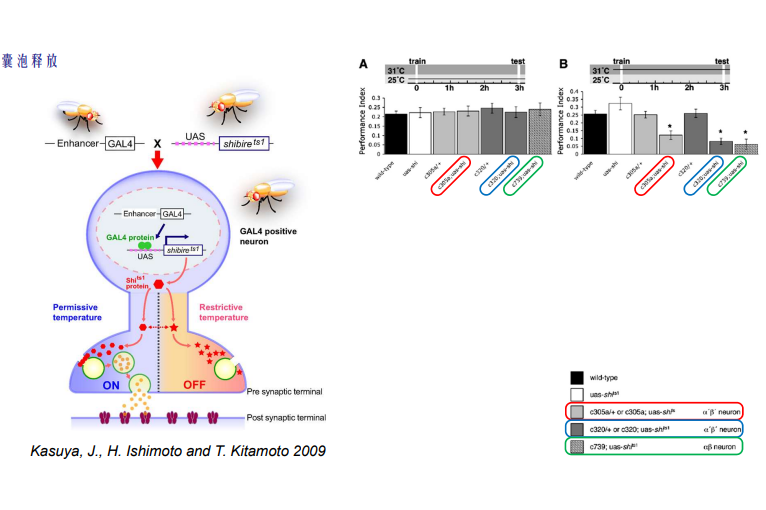 囊泡释放
Enhancer
GAL4
X
UAS
shibire ts1
Enhancer
GAL4
GAL4 protein
UAS
shibire ts1
GAL4 positive
neuron
Shi ts1
protein
Permissive
temperature
Restrictive
temperature
ON
OFF
Pre synaptic terminal
Post synaptic terminal
Kasuya, J., H. Ishimoto and T. Kitamoto 2009
A
train
test
31˚C
25˚C
0
1h
2h
3h
Performance Index
0.4
0.35
0.3
0.25
0.2
0.15
0.1
0.05
0
wild-type
uas-shi
c305a/+
c305a; uas-shi
c320/+
c320; uas-shi
c739; uas-shi
B
train
test
31˚C
25˚C
0
1h
2h
3h
Performance Index
0.4
0.35
0.3
0.25
0.2
0.15
0.1
0.05
0
*
*
*
wild-type
uas-shi
c305a/+
c305a; uas-shi
c320/+
c320; uas-shi
c739; uas-shi
wild-type
uas-shi ts1
c305a/+ or c305a; uas-shi ts α´β´ neuron
c320/+ or c320; uas-shi ts1 α´β´ neuron
c739; uas-shi ts1 αβ neuron